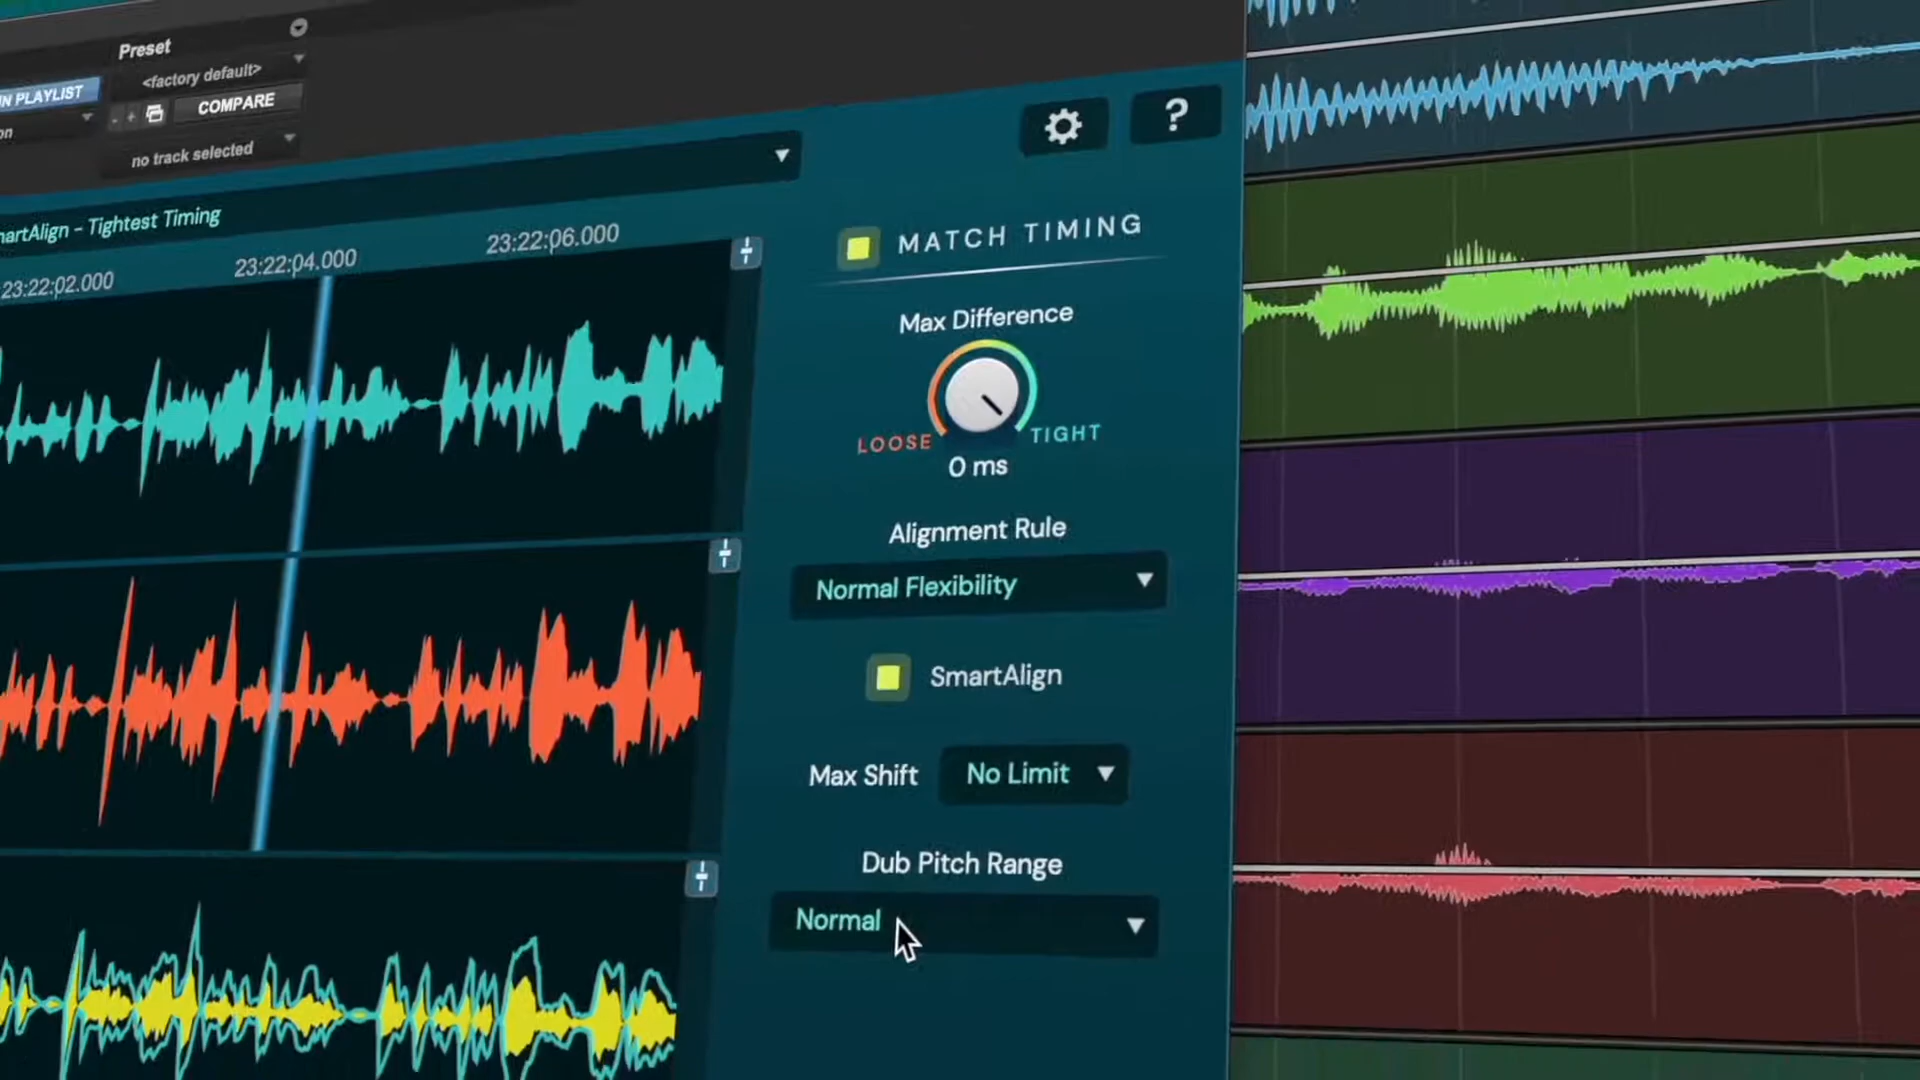 Preset
<factory default>
IN PLAYLIST
- +
COMPARE
on
no track selected
martAlign - Tightest Timing
23:22:02.000
23:22:04.000
23:22:06.000
?
MATCH TIMING
Max Difference
LOOSE
TIGHT
0 ms
Alignment Rule
Normal Flexibility
SmartAlign
Max Shift
No Limit
Dub Pitch Range
Normal